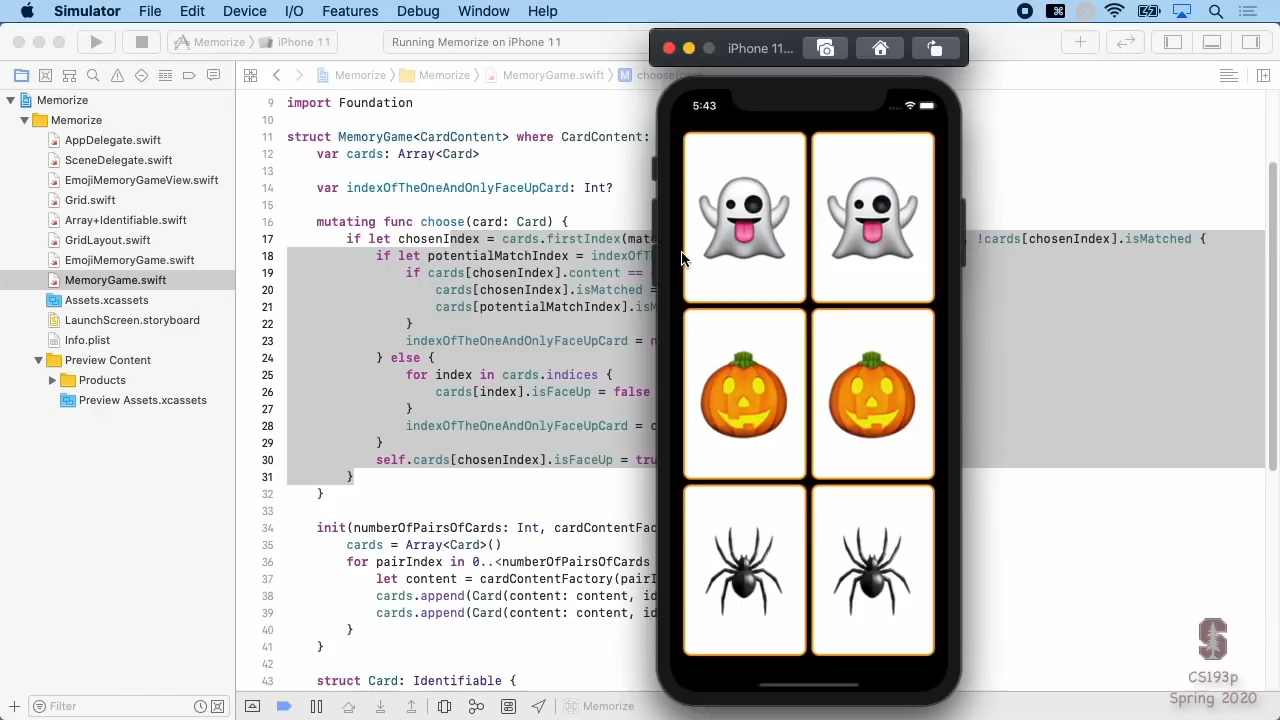 Simulator File Edit Device I/O Features Debug Window Help
Memorize iPhone 11 Running Memorize on iPhone 11 iPhone 11...
Memorize Memorize MemoryGame.swift M
Memorize
Memorize
AppDelegate.swift
SceneDelegate.swift
EmojiMemoryGameView.swift
Grid.swift
Array+Identifiable.swift
GridLayout.swift
EmojiMemoryGame.swift
MemoryGame.swift
Assets.xcassets
LaunchScreen.storyboard
Info.plist
Preview Content
Products
Preview Assets.xcassets
Filter
9 import Foundation
10
11 struct MemoryGame<CardContent> where CardContent:
12 var cards: Array<Card>
13
14 var indexOfTheOneAndOnlyFaceUpCard: Int?
15
16 mutating func choose(card: Card) {
17 if let chosenIndex = cards.firstIndex(mat , !cards[chosenIndex].isMatched {
18 if let potentialMatchIndex = indexOfT
19 if cards[chosenIndex].content ==
20 cards[chosenIndex].isMatched =
21 cards[potentialMatchIndex].isM
22 }
23 indexOfTheOneAndOnlyFaceUpCard = n
24 } else {
25 for index in cards.indices {
26 cards[index].isFaceUp = false
27 }
28 indexOfTheOneAndOnlyFaceUpCard = c
29 }
30 self.cards[chosenIndex].isFaceUp = tru
31 }
32 }
33
34 init(numberOfPairsOfCards: Int, cardContentFac
35 cards = Array<Card>()
36 for pairIndex in 0..<numberOfPairsOfCards
37 let content = cardContentFactory(pairI
38 cards.append(Card(content: content, id
39 cards.append(Card(content: content, id
40 }
41 }
42
43 struct Card: Identifiable {
Memorize
5:43
S
CS193p
Spring 2020